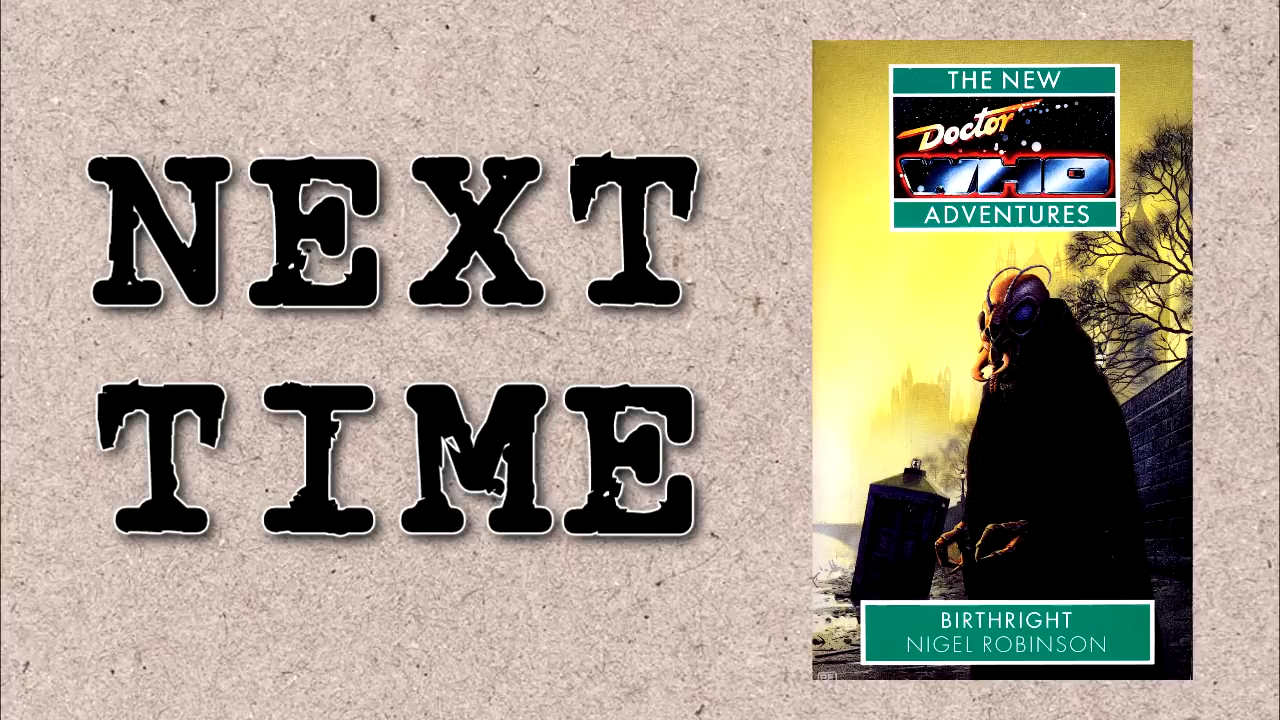 NEXT
TIME
THE NEW
Doctor
WHO
ADVENTURES
BIRTHRIGHT
NIGEL ROBINSON